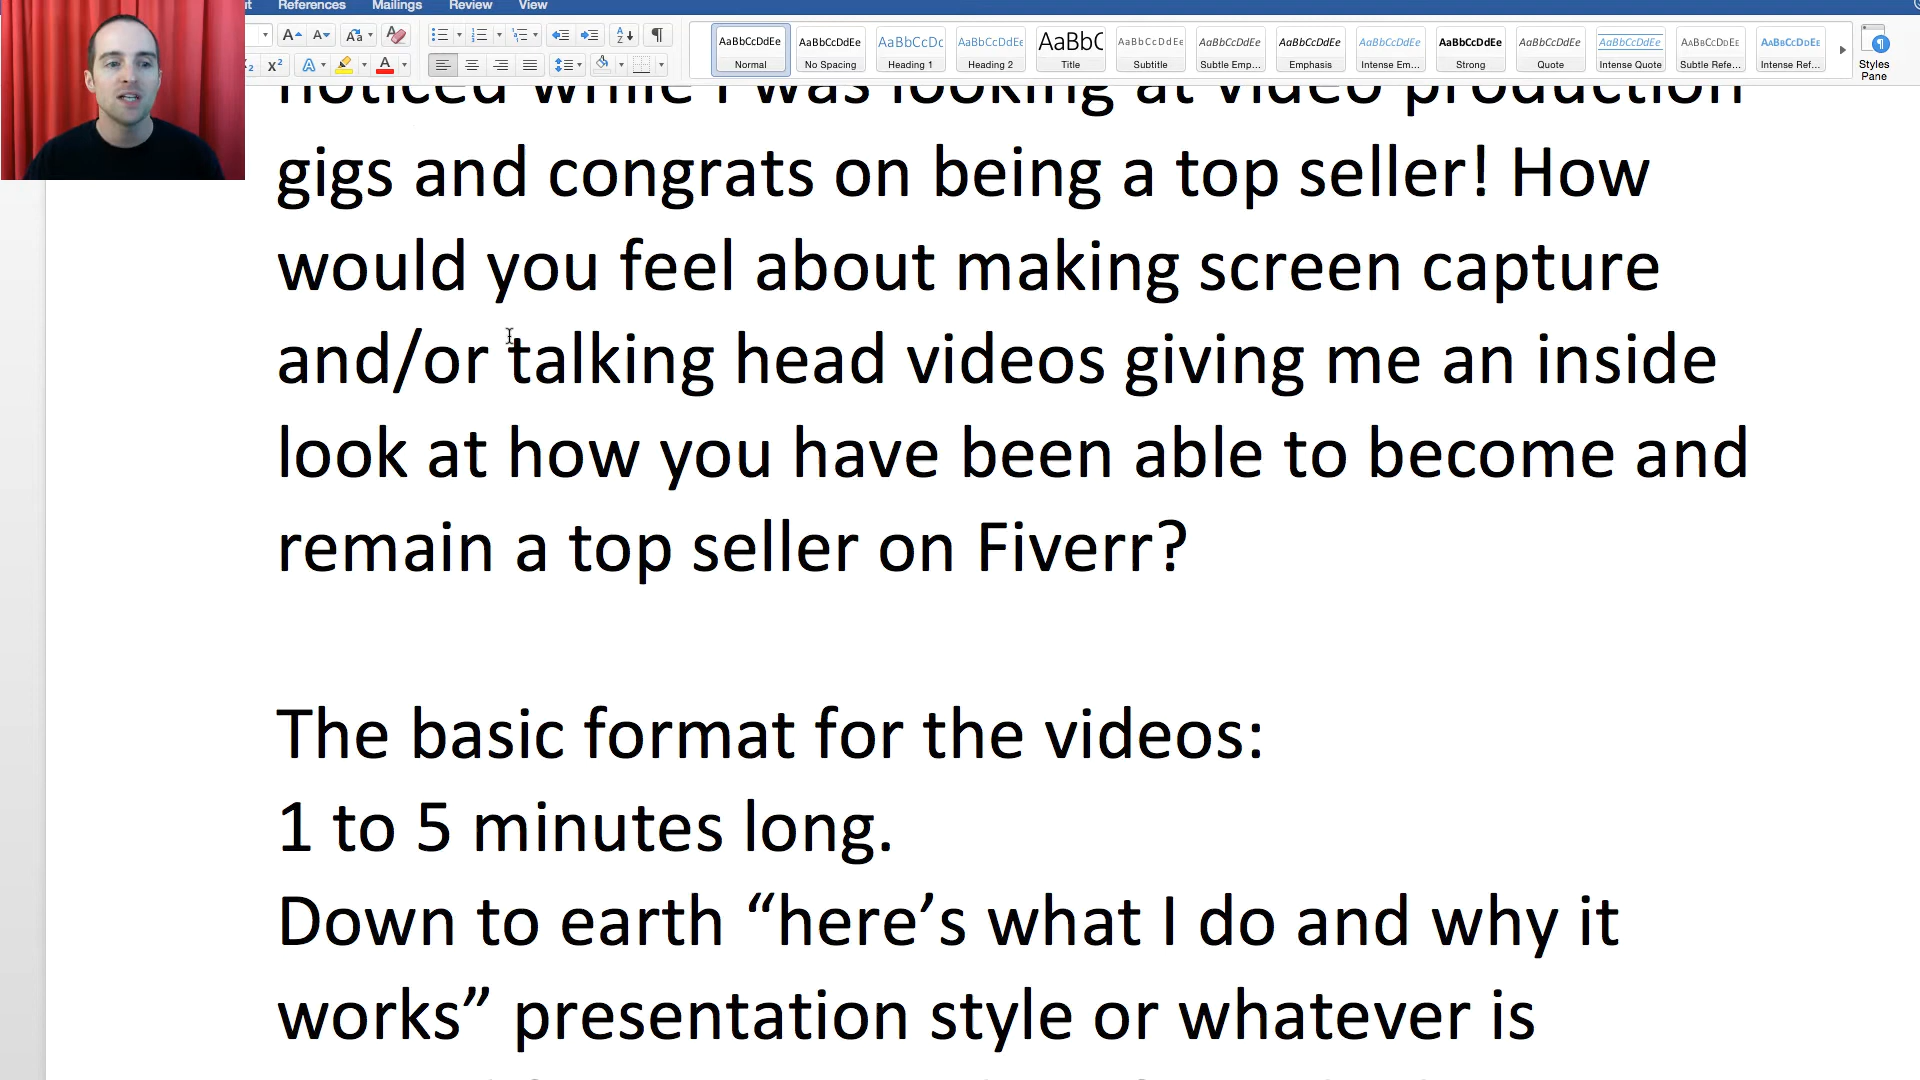 References Mailings Review View
AaBbCcDdEe AaBbCcDdEe AaBbCcDc AaBbCcDdEe AaBbC AaBbCcDdEe AaBbCcDdEe AaBbCcDdEe AaBbCcDdEe AaBbCcDdEe AaBbCcDdEe AaBbCcDdEe AaBbCcDdEe AaBbCcDdEe
Normal No Spacing Heading 1 Heading 2 Title Subtitle Subtle Emp... Emphasis Intense Em... Strong Quote Intense Quote Subtle Refe... Intense Ref...
Styles
Pane
noticed while I was looking at video production
gigs and congrats on being a top seller! How
would you feel about making screen capture
and/or talking head videos giving me an inside
look at how you have been able to become and
remain a top seller on Fiverr?
The basic format for the videos:
1 to 5 minutes long.
Down to earth “here’s what I do and why it
works” presentation style or whatever is